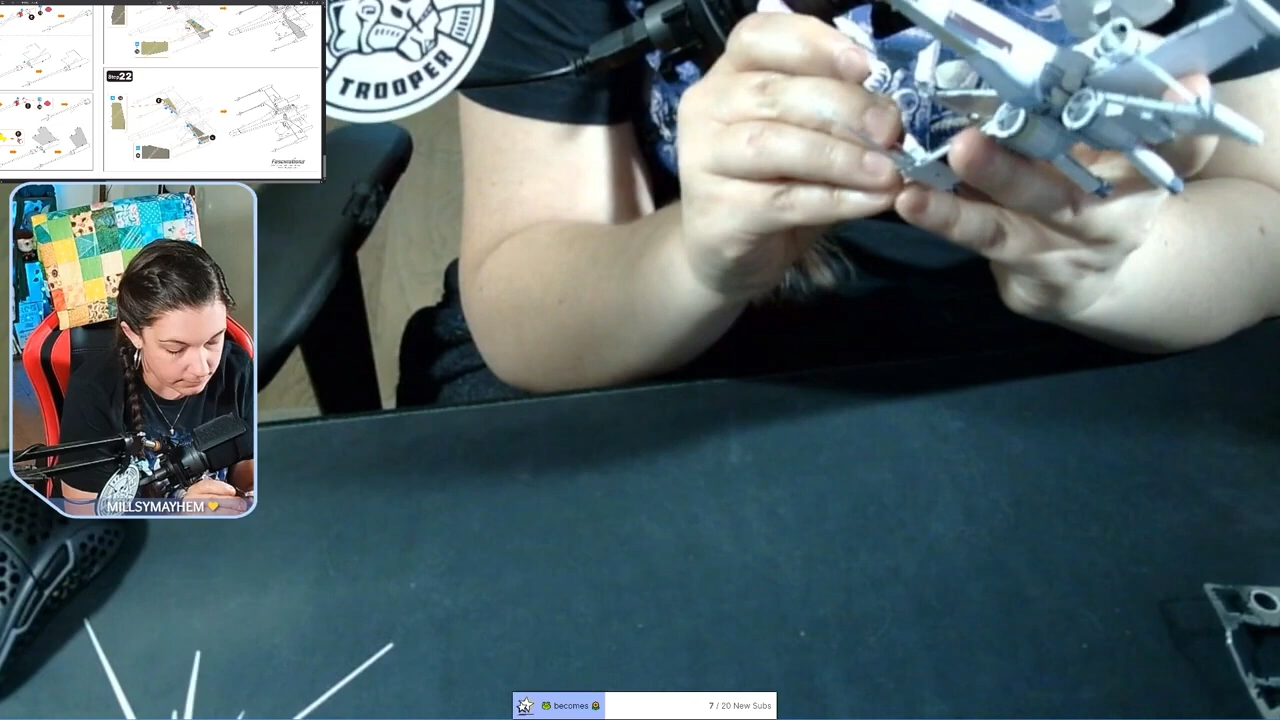 Step 22
TROOPER
MILLSYMAYHEM 💛
becomes
7 / 20 New Subs